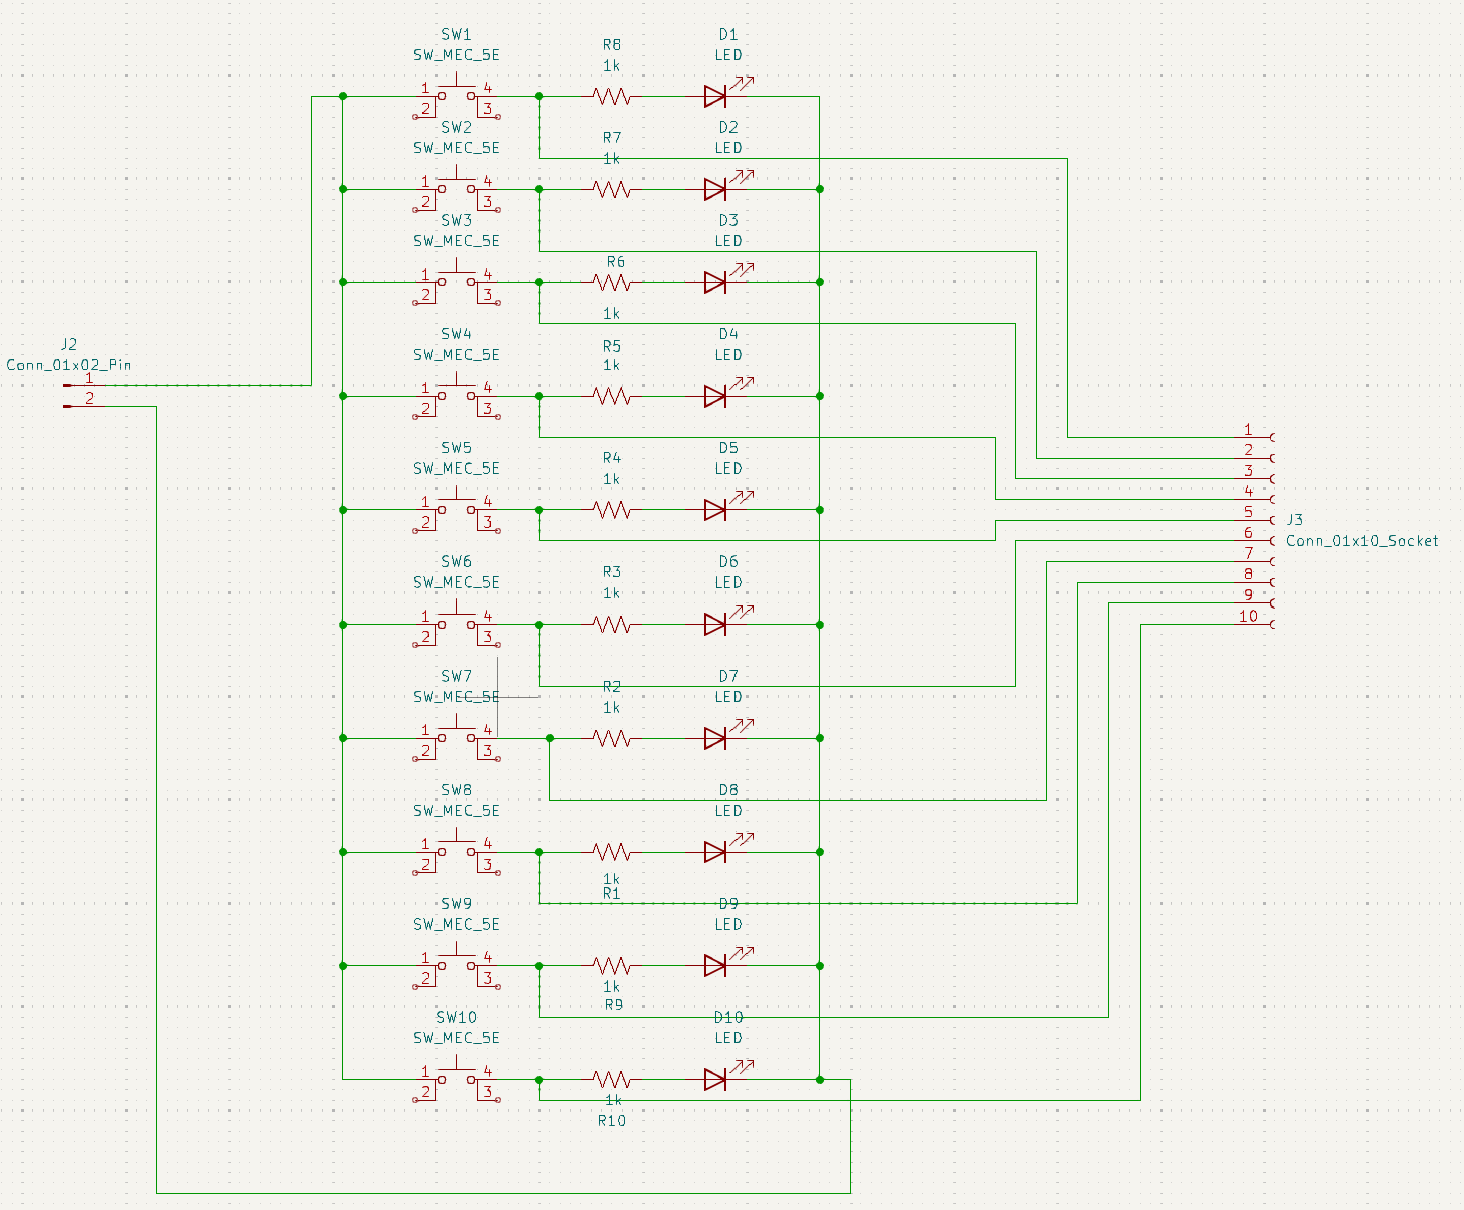 SW1
SW_MEC_5E
R8
1k
D1
LED
1
4
2
3
SW2
SW_MEC_5E
R7
1k
D2
LED
1
4
2
3
SW3
SW_MEC_5E
R6
1k
D3
LED
1
4
2
3
SW4
SW_MEC_5E
R5
1k
D4
LED
1
4
2
3
J2
Conn_01x02_Pin
1
2
SW5
SW_MEC_5E
R4
1k
D5
LED
1
4
2
3
SW6
SW_MEC_5E
R3
1k
D6
LED
1
4
2
3
SW7
SW_MEC_5E
R2
1k
D7
LED
1
4
2
3
SW8
SW_MEC_5E
D8
LED
1
4
2
3
1k
R1
SW9
SW_MEC_5E
D9
LED
1
4
2
3
1k
R9
SW10
SW_MEC_5E
D10
LED
1
4
2
3
1k
R10
1
2
3
4
5
6
7
8
9
10
J3
Conn_01x10_Socket